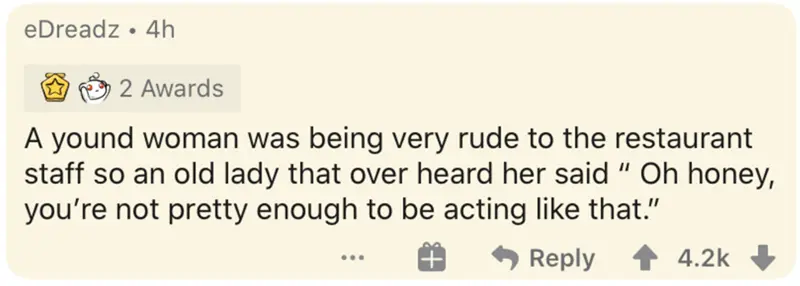 eDreadz • 4h
2 Awards
A yound woman was being very rude to the restaurant
staff so an old lady that over heard her said “ Oh honey,
you’re not pretty enough to be acting like that.”
··· Reply 4.2k